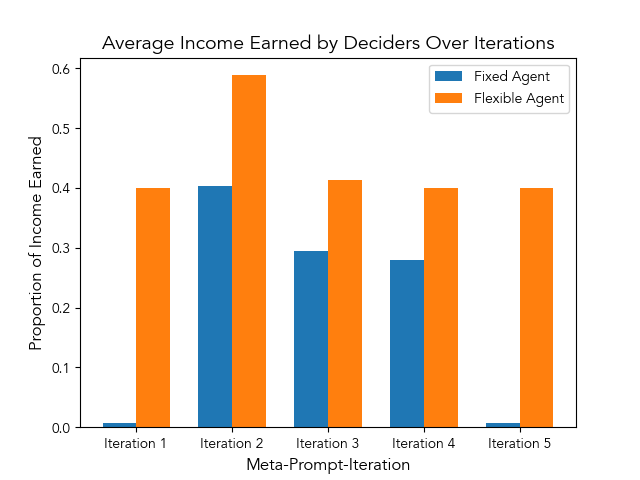 Average Income Earned by Deciders Over Iterations
Fixed Agent
Flexible Agent
Proportion of Income Earned
0.6
0.5
0.4
0.3
0.2
0.1
0.0
Iteration 1
Iteration 2
Iteration 3
Iteration 4
Iteration 5
Meta-Prompt-Iteration